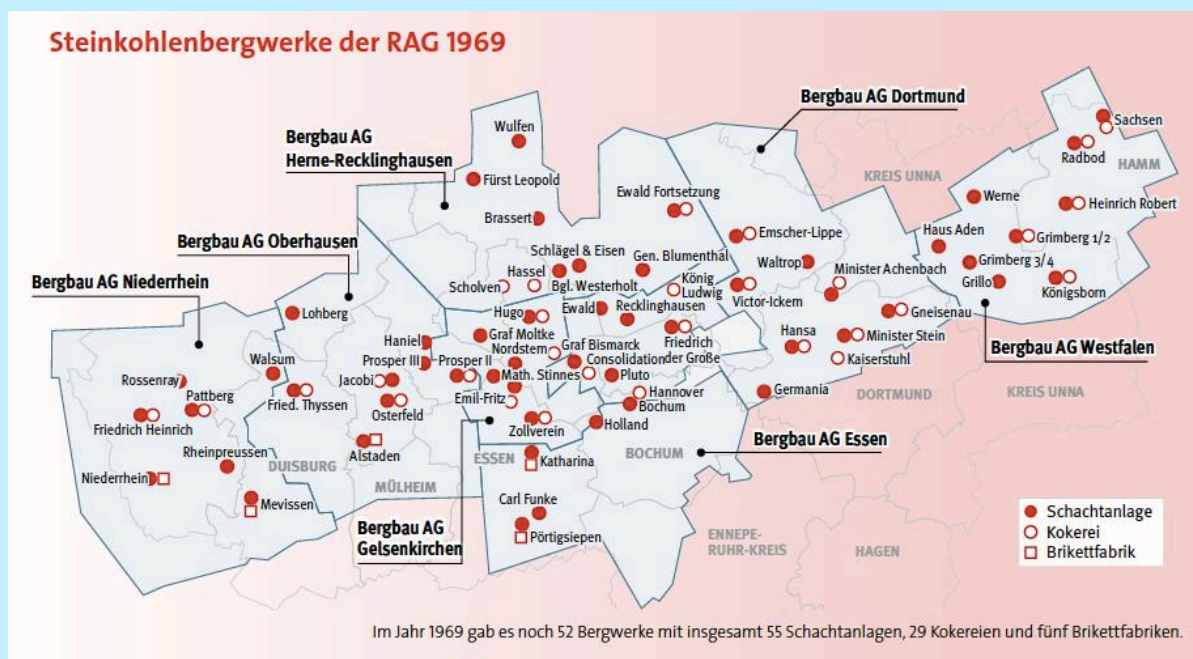 Steinkohlenbergwerke der RAG 1969
Bergbau AG Dortmund
Bergbau AG
Herne-Recklinghausen
Bergbau AG Oberhausen
Bergbau AG Niederrhein
Wulfen
Fürst Leopold
Brassert
Ewald Fortsetzung
Schlägel & Eisen
Gen. Blumenthal
Hassel
Scholven
Bgl. Westerholt
König
Ludwig
Ewald
Recklinghausen
Hugo
Friedrich
der Große
Graf Moltke
Graf Bismarck
Nordstern
Consolidation
Math. Stinnes
Pluto
Emil-Fritz
Hannover
Bochum
Zollverein
Holland
Lohberg
Haniel
Prosper III
Prosper II
Walsum
Jacobi
Osterfeld
Fried. Thyssen
Alstaden
Rossenray
Pattberg
Friedrich Heinrich
Rheinpreussen
Niederrhein
Mevissen
DUISBURG
MÜLHEIM
ESSEN
BOCHUM
Katharina
Carl Funke
Pörtigsiepen
Bergbau AG
Gelsenkirchen
Bergbau AG Essen
Emscher-Lippe
Waltrop
Minister Achenbach
Victor-Ickern
Gneisenau
Hansa
Minister Stein
Kaiserstuhl
Germania
DORTMUND
KREIS UNNA
Sachsen
Radbod
HAMM
Werne
Heinrich Robert
Haus Aden
Grimberg 1/2
Grimberg 3/4
Grillo
Königsborn
Bergbau AG Westfalen
KREIS UNNA
ENNEPE-
RUHR-KREIS
HAGEN
Schachtanlage
Kokerei
Brikettfabrik
Im Jahr 1969 gab es noch 52 Bergwerke mit insgesamt 55 Schachtanlagen, 29 Kokereien und fünf Brikettfabriken.